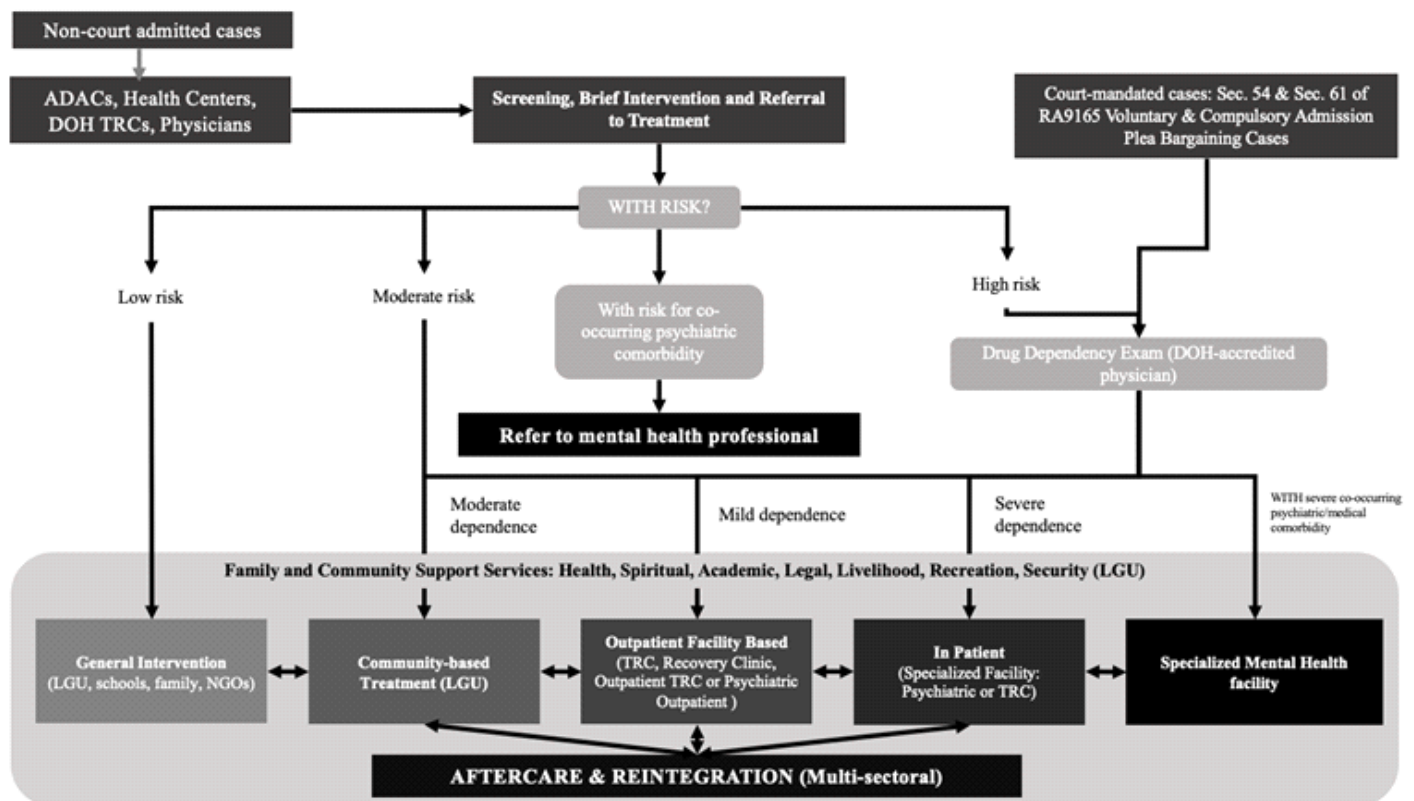 Non-court admitted cases
ADACs, Health Centers,
DOH TRCs, Physicians
Screening, Brief Intervention and Referral
to Treatment
Court-mandated cases: Sec. 54 & Sec. 61 of
RA9165 Voluntary & Compulsory Admission
Plea Bargaining Cases
WITH RISK?
Low risk
Moderate risk
With risk for co-
occurring psychiatric
comorbidity
High risk
Drug Dependency Exam (DOH-accredited
physician)
Refer to mental health professional
Moderate
dependence
Mild dependence
Severe
dependence
WITH severe co-occurring
psychiatric/medical
comorbidity
Family and Community Support Services: Health, Spiritual, Academic, Legal, Livelihood, Recreation, Security (LGU)
General Intervention
(LGU, schools, family, NGOs)
Community-based
Treatment (LGU)
Outpatient Facility Based
(TRC, Recovery Clinic,
Outpatient TRC or Psychiatric
Outpatient )
In Patient
(Specialized Facility:
Psychiatric or TRC)
Specialized Mental Health
facility
AFTERCARE & REINTEGRATION (Multi-sectoral)